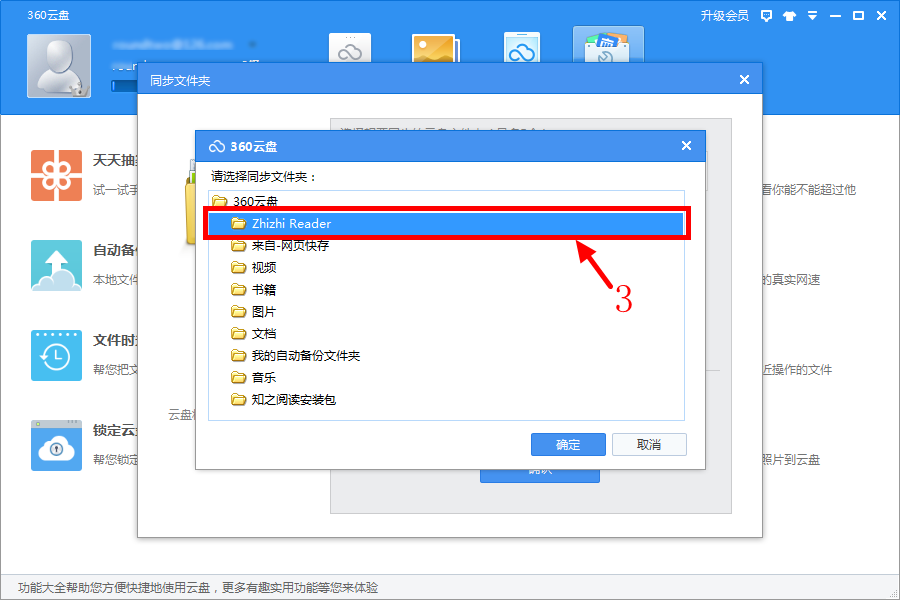 360云盘
升级会员
同步文件夹
360云盘
请选择同步文件夹：
360云盘
Zhizhi Reader
来自-网页快存
视频
书籍
图片
文档
我的自动备份文件夹
音乐
知之阅读安装包
3
确定
取消
确认
天天抽
试一试手
看你能不能超过他
自动备
本地文件
的真实网速
文件时
帮您把文
近操作的文件
云盘
锁定云
帮您锁定
照片到云盘
功能大全帮助您方便快捷地使用云盘，更多有趣实用功能等您来体验